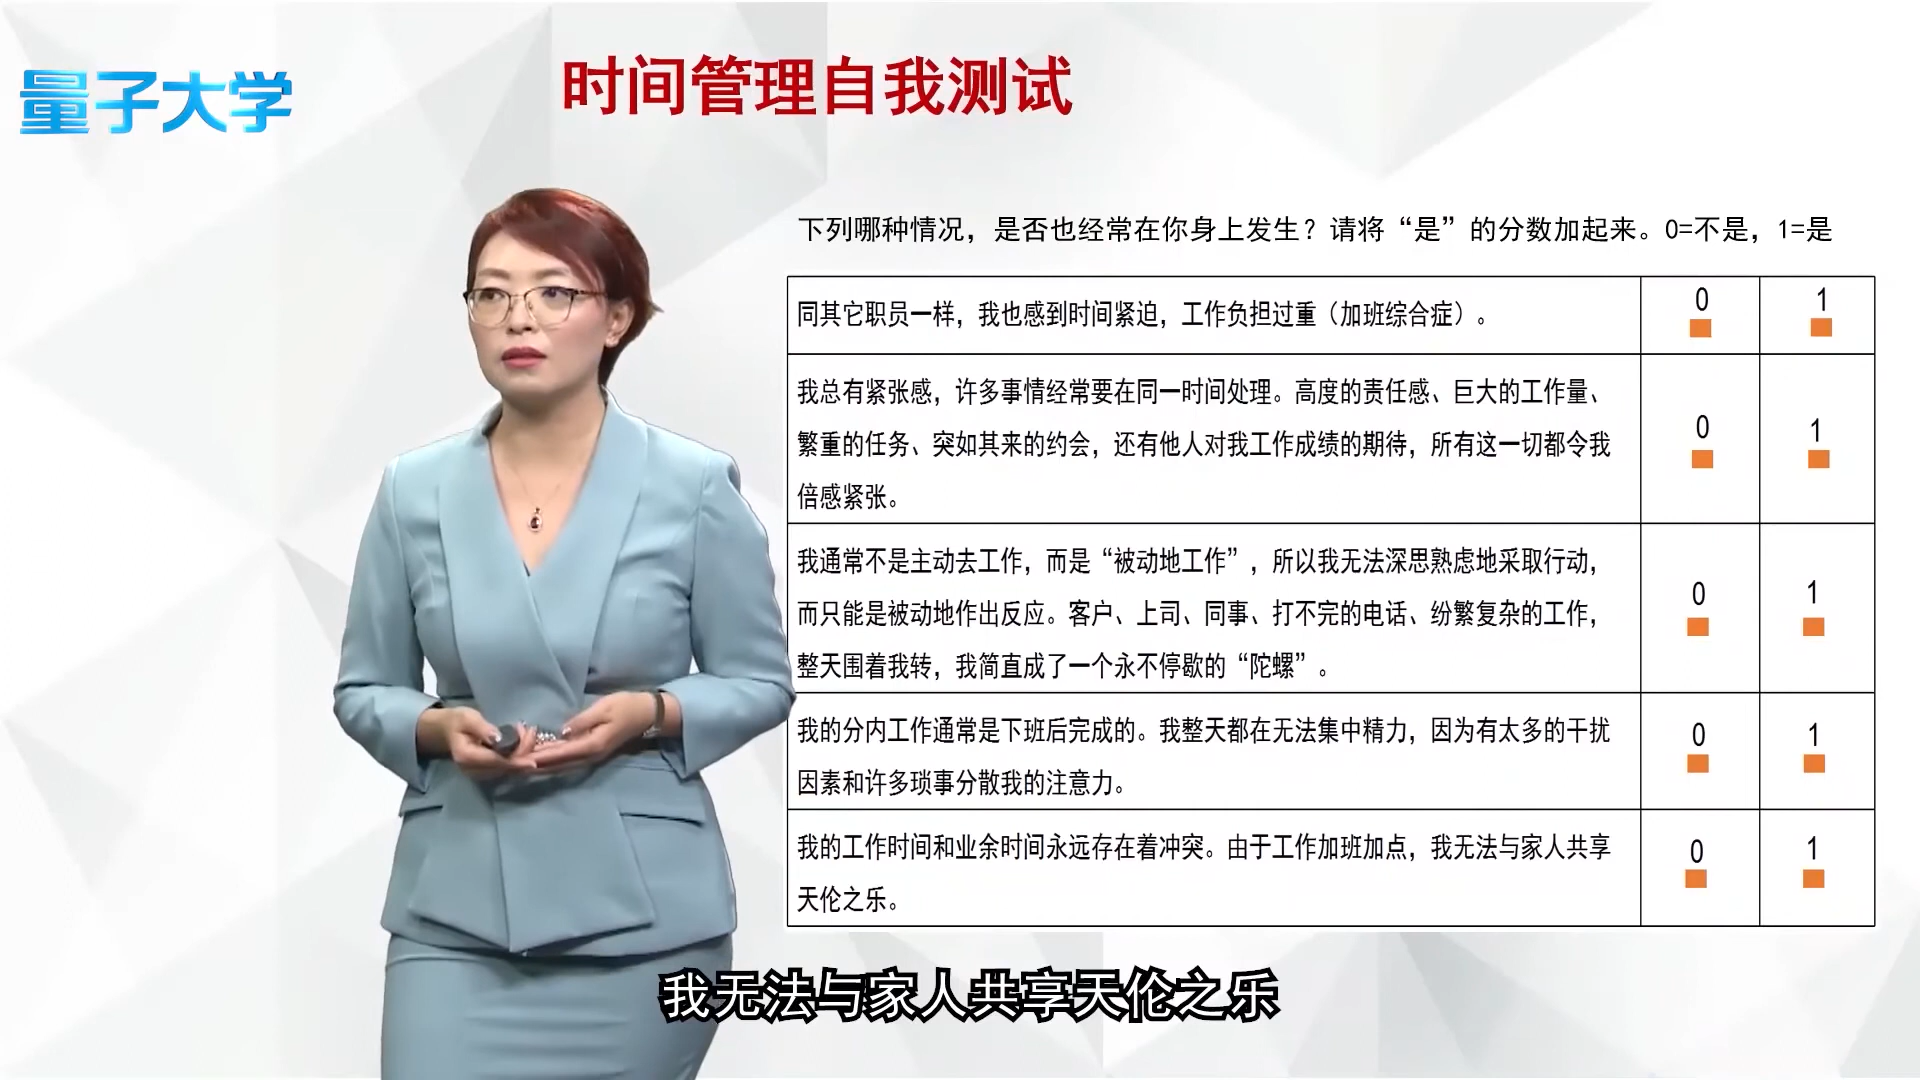 量子大学
时间管理自我测试
下列哪种情况，是否也经常在你身上发生？请将“是”的分数加起来。0=不是，1=是
同其它职员一样，我也感到时间紧迫，工作负担过重（加班综合症）。
0 1
我总有紧张感，许多事情经常要在同一时间处理。高度的责任感、巨大的工作量、
繁重的任务、突如其来的约会，还有他人对我工作成绩的期待，所有这一切都令我
倍感紧张。
0 1
我通常不是主动去工作，而是“被动地工作”，所以我无法深思熟虑地采取行动，
而只能是被动地作出反应。客户、上司、同事、打不完的电话、纷繁复杂的工作，
整天围着我转，我简直成了一个永不停歇的“陀螺”。
0 1
我的分内工作通常是下班后完成的。我整天都在无法集中精力，因为有太多的干扰
因素和许多琐事分散我的注意力。
0 1
我的工作时间和业余时间永远存在着冲突。由于工作加班加点，我无法与家人共享
天伦之乐。
0 1
我无法与家人共享天伦之乐